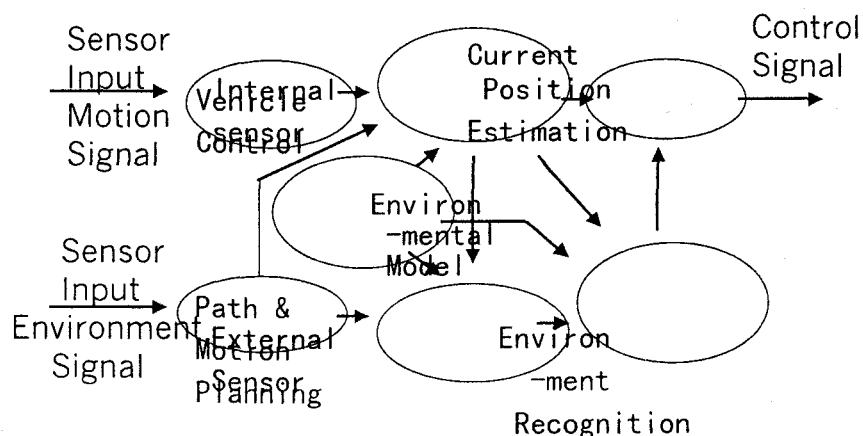 Sensor
Input
Motion
Signal
Internal
sensor
Vehicle
Control
Current
Position
Estimation
Control
Signal
Environ
-mental
Model
Sensor
Input
Environment
Signal
Path &
Motion
Planning
External
Sensor
Environ
-ment
Recognition